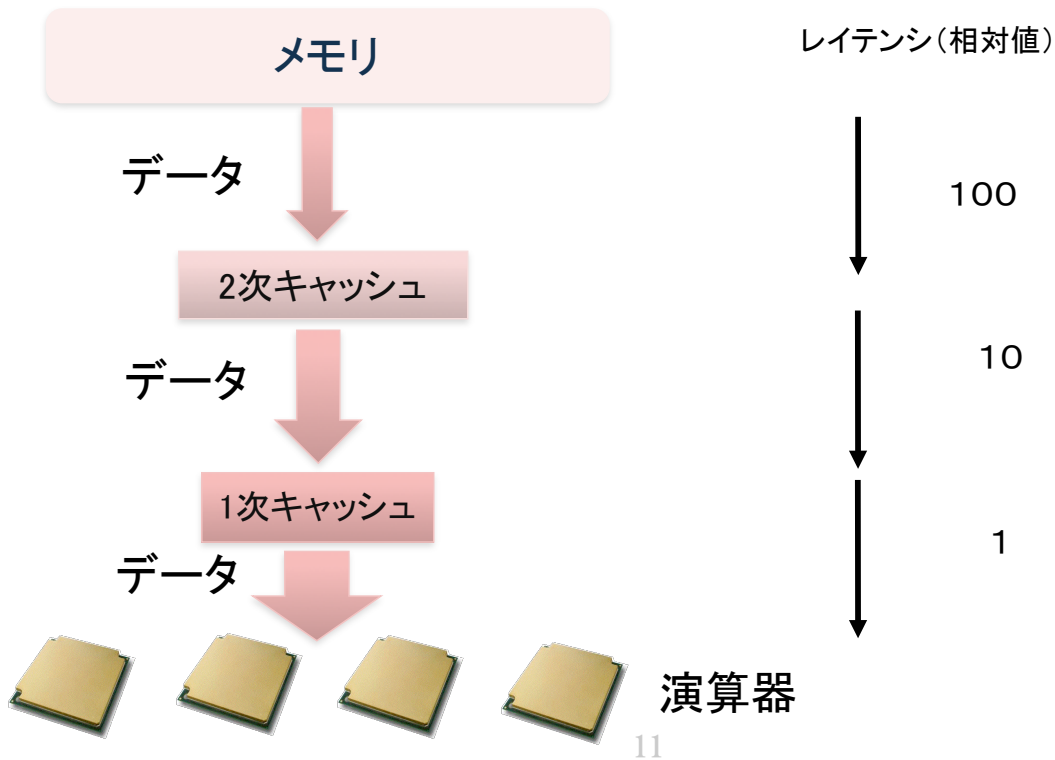 メモリ
レイテンシ（相対値）
データ
１００
2次キャッシュ
データ
１０
1次キャッシュ
データ
１
演算器
11